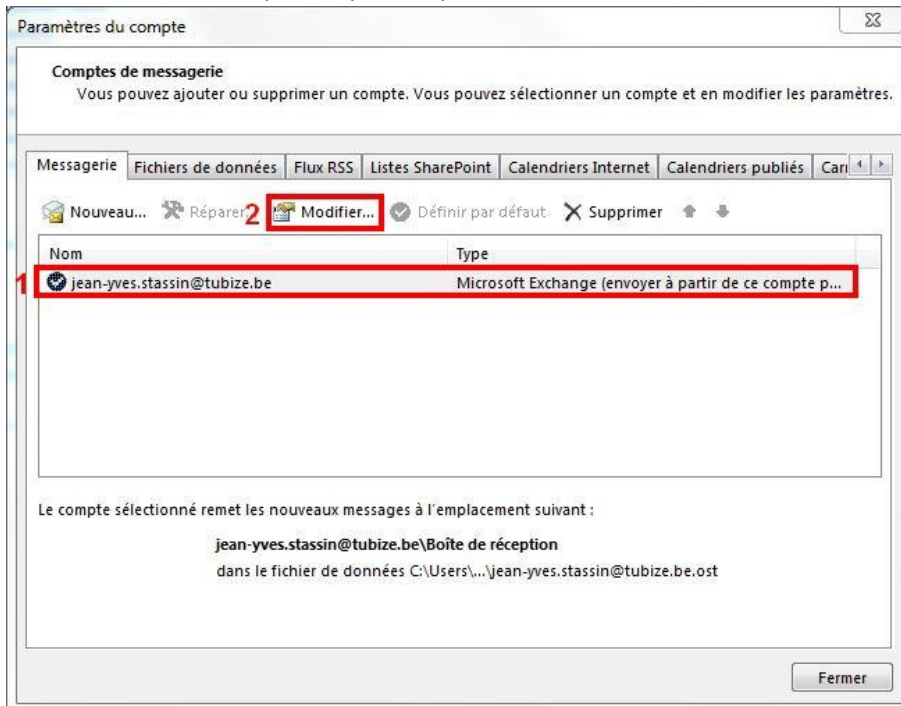 Paramètres du compte
Comptes de messagerie
Vous pouvez ajouter ou supprimer un compte. Vous pouvez sélectionner un compte et en modifier les paramètres.
Messagerie Fichiers de données Flux RSS Listes SharePoint Calendriers Internet Calendriers publiés
Nouveau... Réparer 2 Modifier... Définir par défaut Supprimer
Nom Type
1 jean-yves.stassin@tubize.be Microsoft Exchange (envoyer à partir de ce compte p...
Le compte sélectionné remet les nouveaux messages à l'emplacement suivant :
jean-yves.stassin@tubize.be\Boîte de réception
dans le fichier de données C:\Users\...\jean-yves.stassin@tubize.be.ost
Fermer